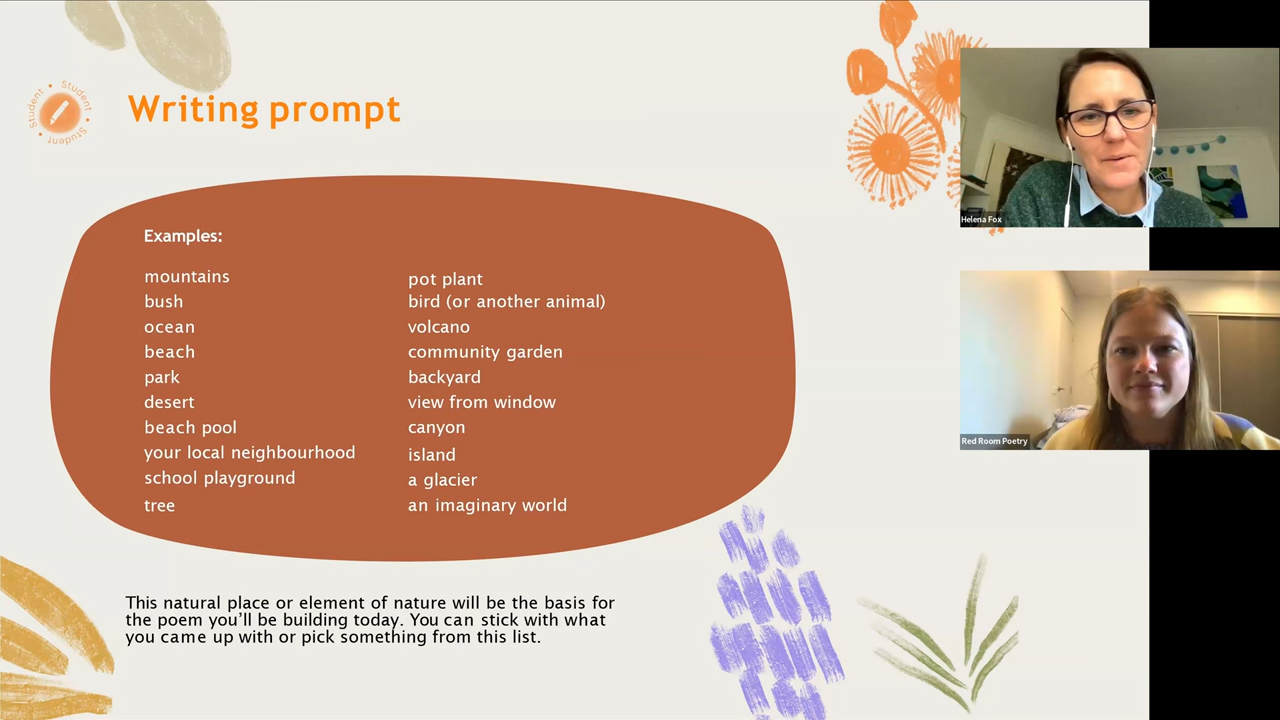 Writing prompt
Student • Student • Student •
Examples:
mountains
bush
ocean
beach
park
desert
beach pool
your local neighbourhood
school playground
tree
pot plant
bird (or another animal)
volcano
community garden
backyard
view from window
canyon
island
a glacier
an imaginary world
This natural place or element of nature will be the basis for
the poem you’ll be building today. You can stick with what
you came up with or pick something from this list.
Helena Fox
Red Room Poetry